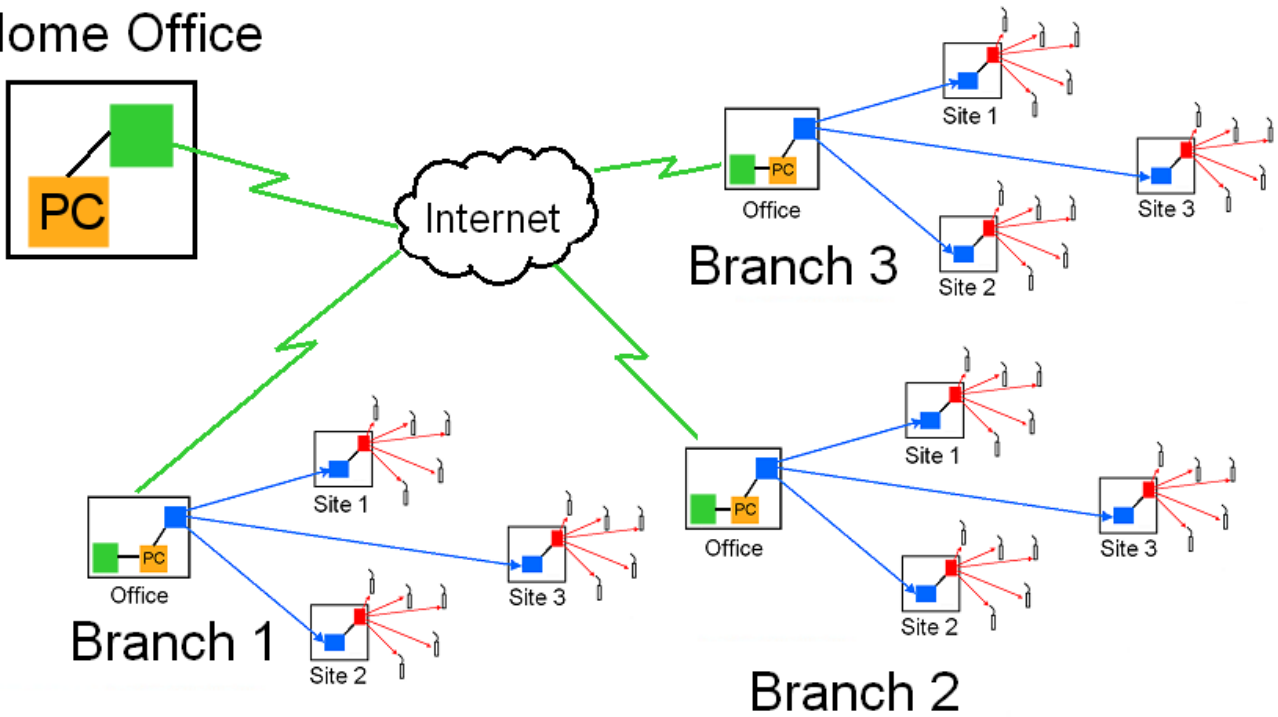 Home Office
PC
Internet
PC
Office
Site 1
Site 2
Site 3
Branch 3
PC
Office
Site 1
Site 2
Site 3
Branch 1
PC
Office
Site 1
Site 2
Site 3
Branch 2